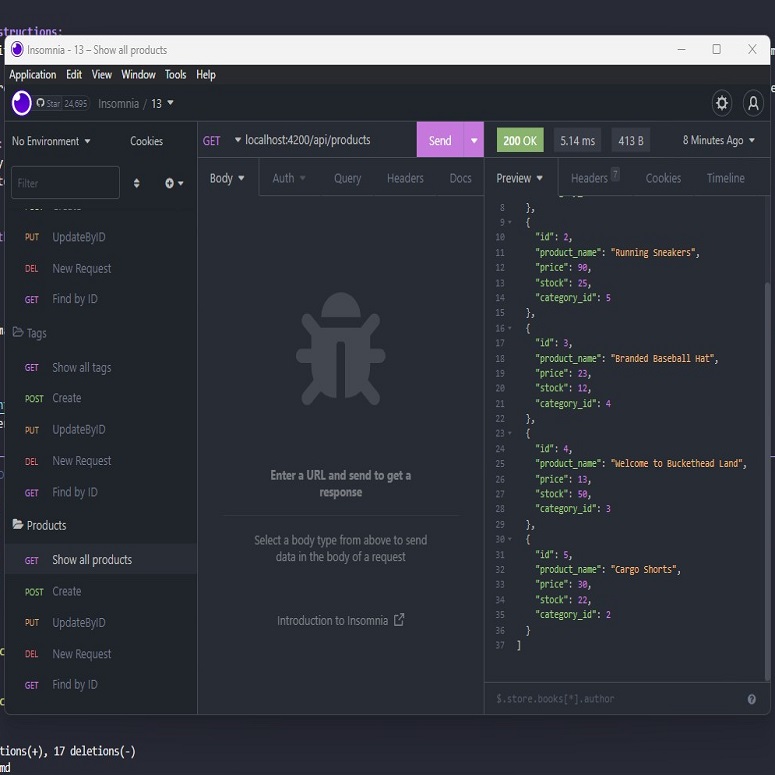 structions:
Insomnia - 13 – Show all products
Application Edit View Window Tools Help
Star 24,695 Insomnia / 13
No Environment Cookies
Filter
PUT UpdateByID
DEL New Request
GET Find by ID
Tags
GET Show all tags
POST Create
PUT UpdateByID
DEL New Request
GET Find by ID
Products
GET Show all products
POST Create
PUT UpdateByID
DEL New Request
GET Find by ID
GET localhost:4200/api/products Send
Body Auth Query Headers Docs
Enter a URL and send to get a
response
Select a body type from above to send
data in the body of a request
Introduction to Insomnia
200 OK 5.14 ms 413 B 8 Minutes Ago
Preview Headers 7 Cookies Timeline
8 },
9 {
10 "id": 2,
11 "product_name": "Running Sneakers",
12 "price": 90,
13 "stock": 25,
14 "category_id": 5
15 },
16 {
17 "id": 3,
18 "product_name": "Branded Baseball Hat",
19 "price": 23,
20 "stock": 12,
21 "category_id": 4
22 },
23 {
24 "id": 4,
25 "product_name": "Welcome to Buckethead Land",
26 "price": 13,
27 "stock": 50,
28 "category_id": 3
29 },
30 {
31 "id": 5,
32 "product_name": "Cargo Shorts",
33 "price": 30,
34 "stock": 22,
35 "category_id": 2
36 }
37 ]
$.store.books[*].author
tions(+), 17 deletions(-)
md